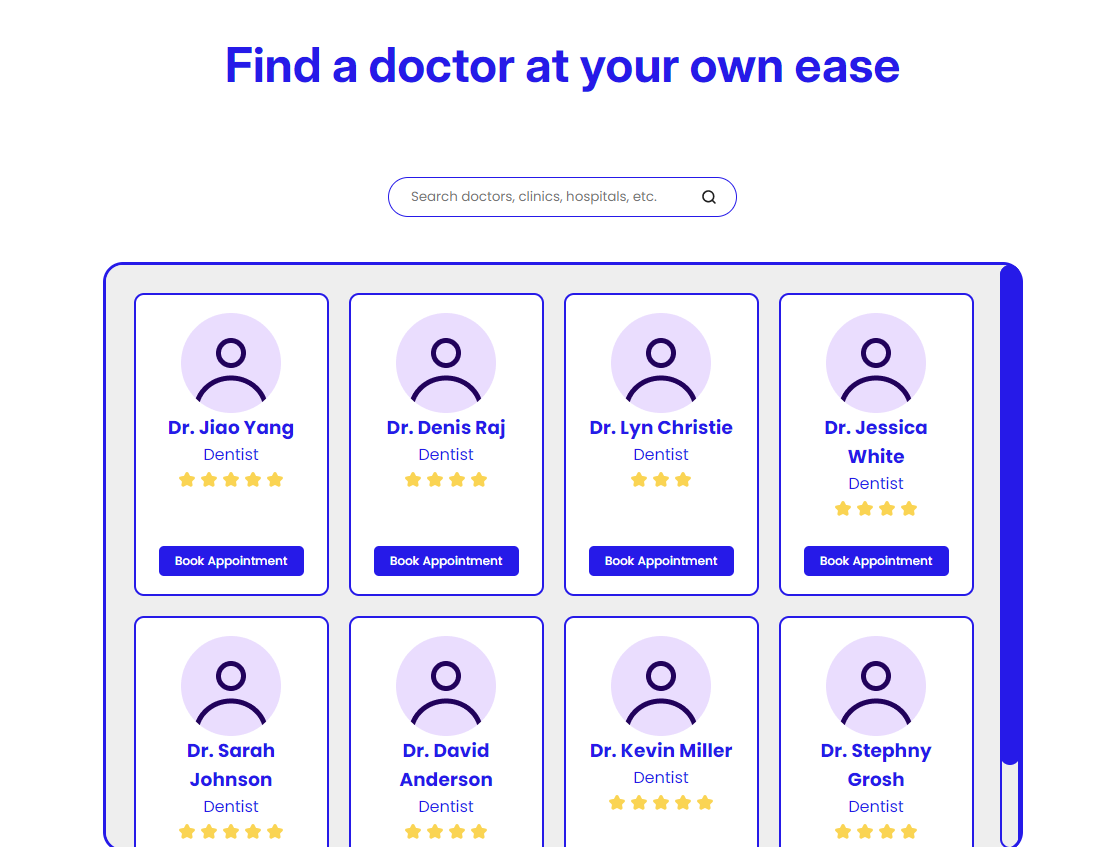 Find a doctor at your own ease
Search doctors, clinics, hospitals, etc.
Dr. Jiao Yang
Dentist
Book Appointment
Dr. Denis Raj
Dentist
Book Appointment
Dr. Lyn Christie
Dentist
Book Appointment
Dr. Jessica
White
Dentist
Book Appointment
Dr. Sarah
Johnson
Dentist
Dr. David
Anderson
Dentist
Dr. Kevin Miller
Dentist
Dr. Stephny
Grosh
Dentist